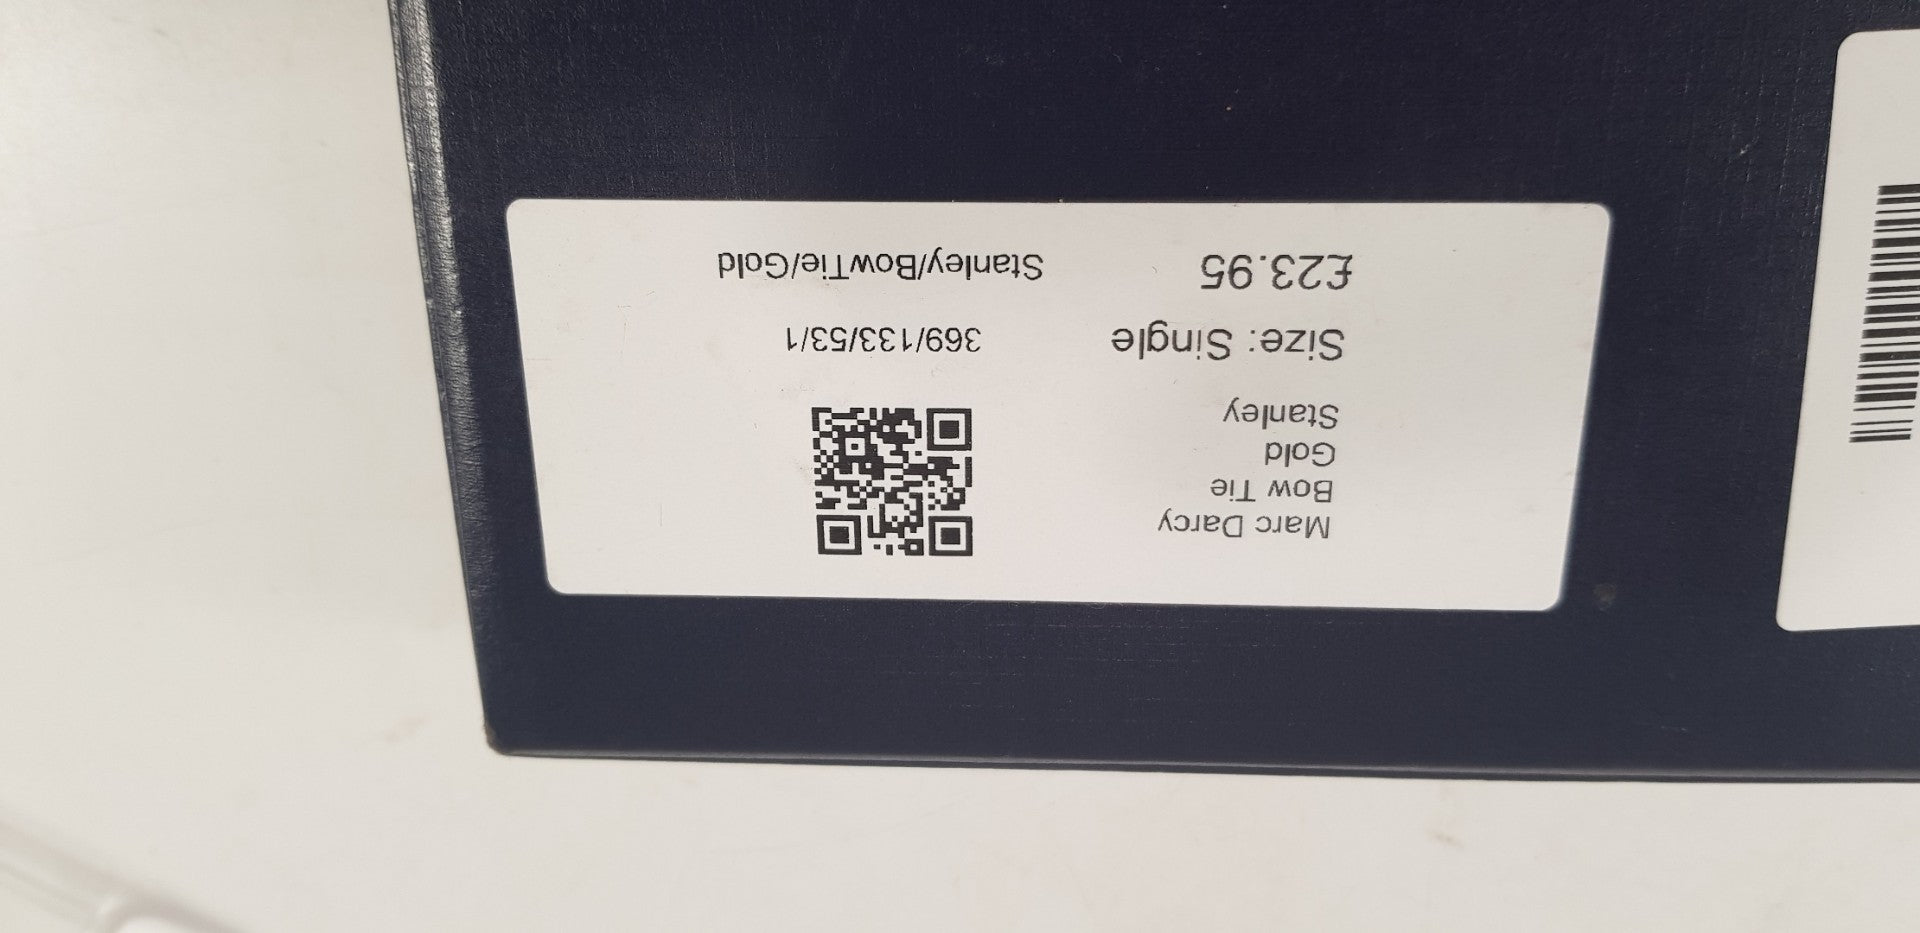 Marc Darcy
Bow Tie
Gold
Stanley
Size: Single
£23.95
369/133/53/1
Stanley/BowTie/Gold